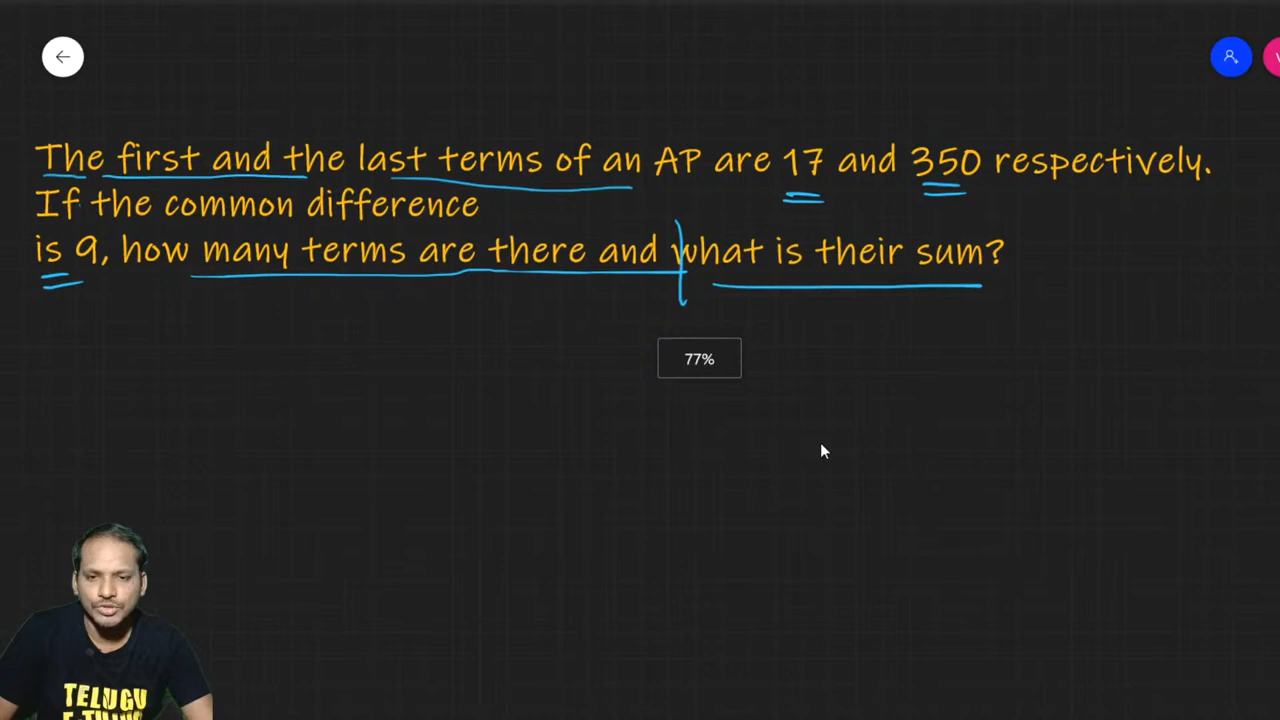 The first and the last terms of an AP are 17 and 350 respectively.
If the common difference
is 9, how many terms are there and what is their sum?
77%
TELUGU